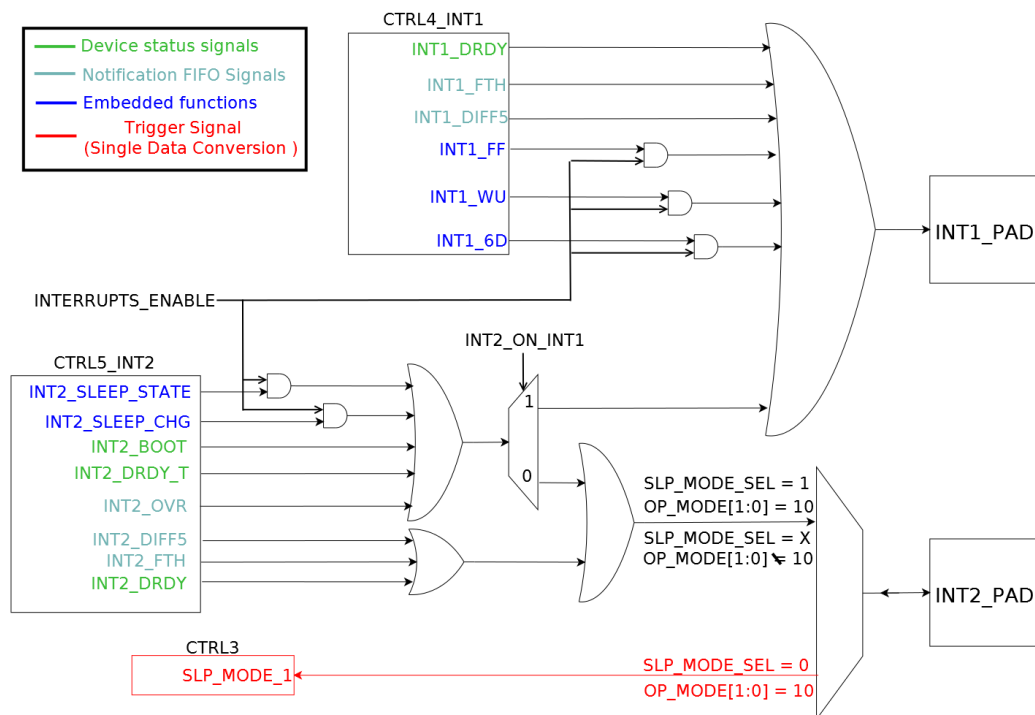 CTRL4_INT1
Device status signals
Notification FIFO Signals
Embedded functions
Trigger Signal
(Single Data Conversion )
INT1_DRDY
INT1_FTH
INT1_DIFF5
INT1_FF
INT1_WU
INT1_6D
INT1_PAD
INTERRUPTS_ENABLE
INT2_ON_INT1
CTRL5_INT2
INT2_SLEEP_STATE
INT2_SLEEP_CHG
INT2_BOOT
INT2_DRDY_T
INT2_OVR
INT2_DIFF5
INT2_FTH
INT2_DRDY
1
0
SLP_MODE_SEL = 1
OP_MODE[1:0] = 10
SLP_MODE_SEL = X
OP_MODE[1:0] ≠ 10
INT2_PAD
CTRL3
SLP_MODE_1
SLP_MODE_SEL = 0
OP_MODE[1:0] = 10